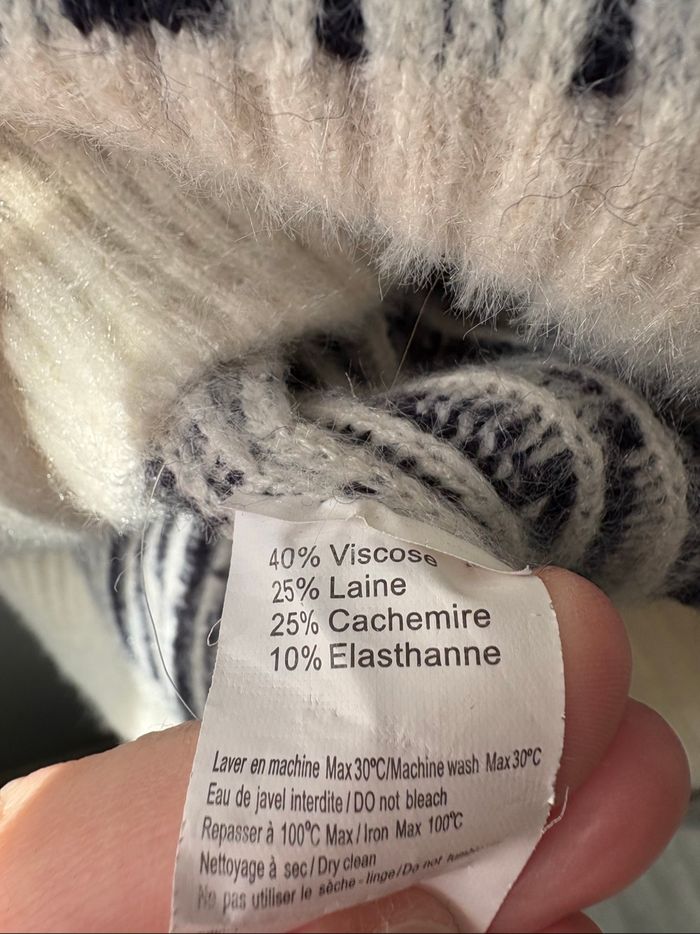 40% Viscose
25% Laine
25% Cachemire
10% Elasthanne
Laver en machine Max 30°C/Machine wash Max 30°C
Eau de javel interdite / DO not bleach
Repasser à 100°C Max / Iron Max 100°C
Nettoyage à sec / Dry clean
Ne pas utiliser le sèche-linge/Do not